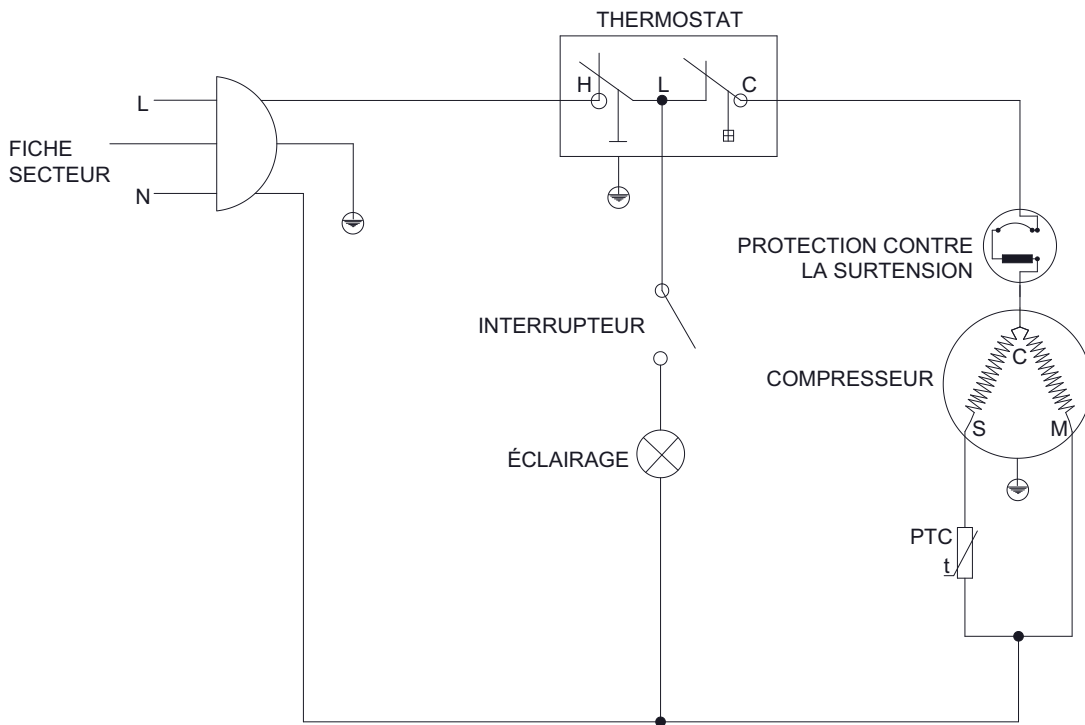 THERMOSTAT
H L C
L
FICHE
SECTEUR
N
PROTECTION CONTRE
LA SURTENSION
INTERRUPTEUR
C
COMPRESSEUR
S M
ÉCLAIRAGE
PTC
t